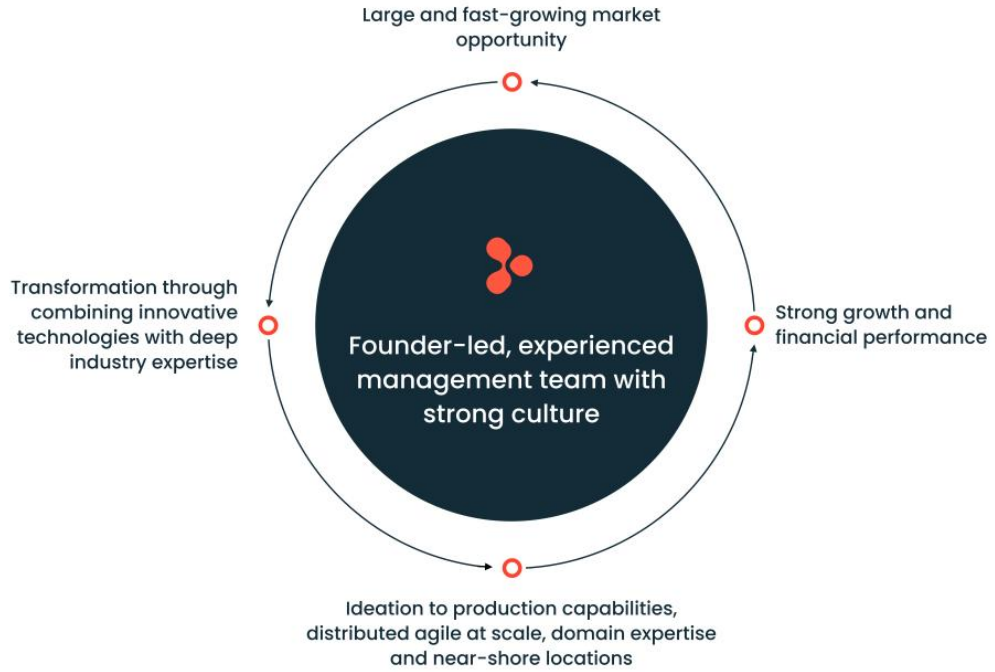 Large and fast-growing market
opportunity
Transformation through
combining innovative
technologies with deep
industry expertise
Founder-led, experienced
management team with
strong culture
Strong growth and
financial performance
Ideation to production capabilities,
distributed agile at scale, domain expertise
and near-shore locations